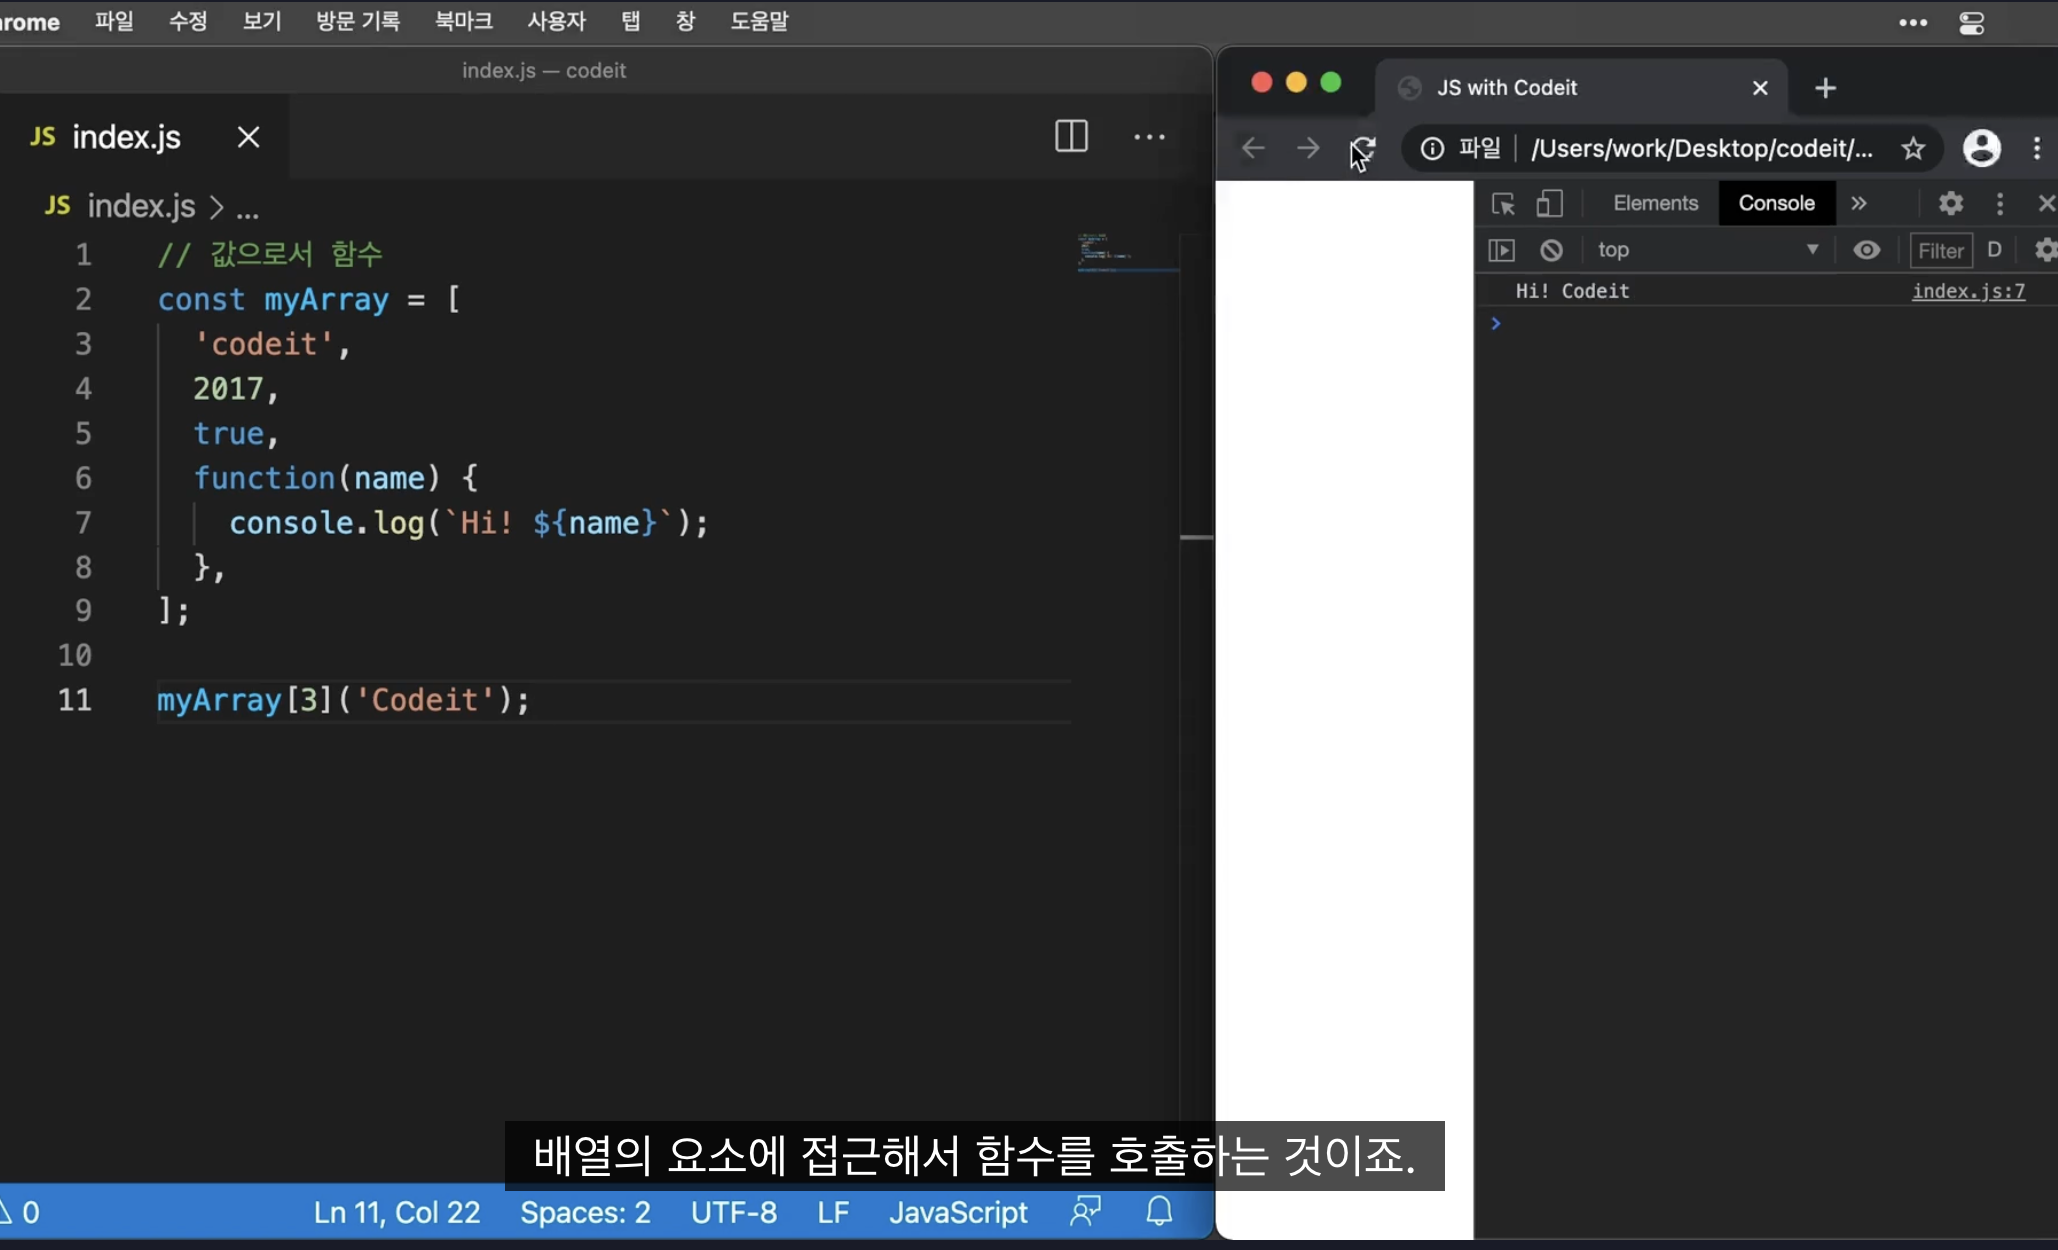 파일 수정 보기 방문 기록 북마크 사용자 탭 창 도움말
index.js — codeit
JS index.js
JS index.js > ...
1 // 값으로서 함수
2 const myArray = [
3 'codeit',
4 2017,
5 true,
6 function(name) {
7 console.log(`Hi! ${name}`);
8 },
9 ];
10
11 myArray[3]('Codeit');
0 Ln 11, Col 22 Spaces: 2 UTF-8 LF JavaScript
JS with Codeit
파일 | /Users/work/Desktop/codeit/...
Elements Console »
top Filter D
Hi! Codeit index.js:7
>
배열의 요소에 접근해서 함수를 호출하는 것이죠.